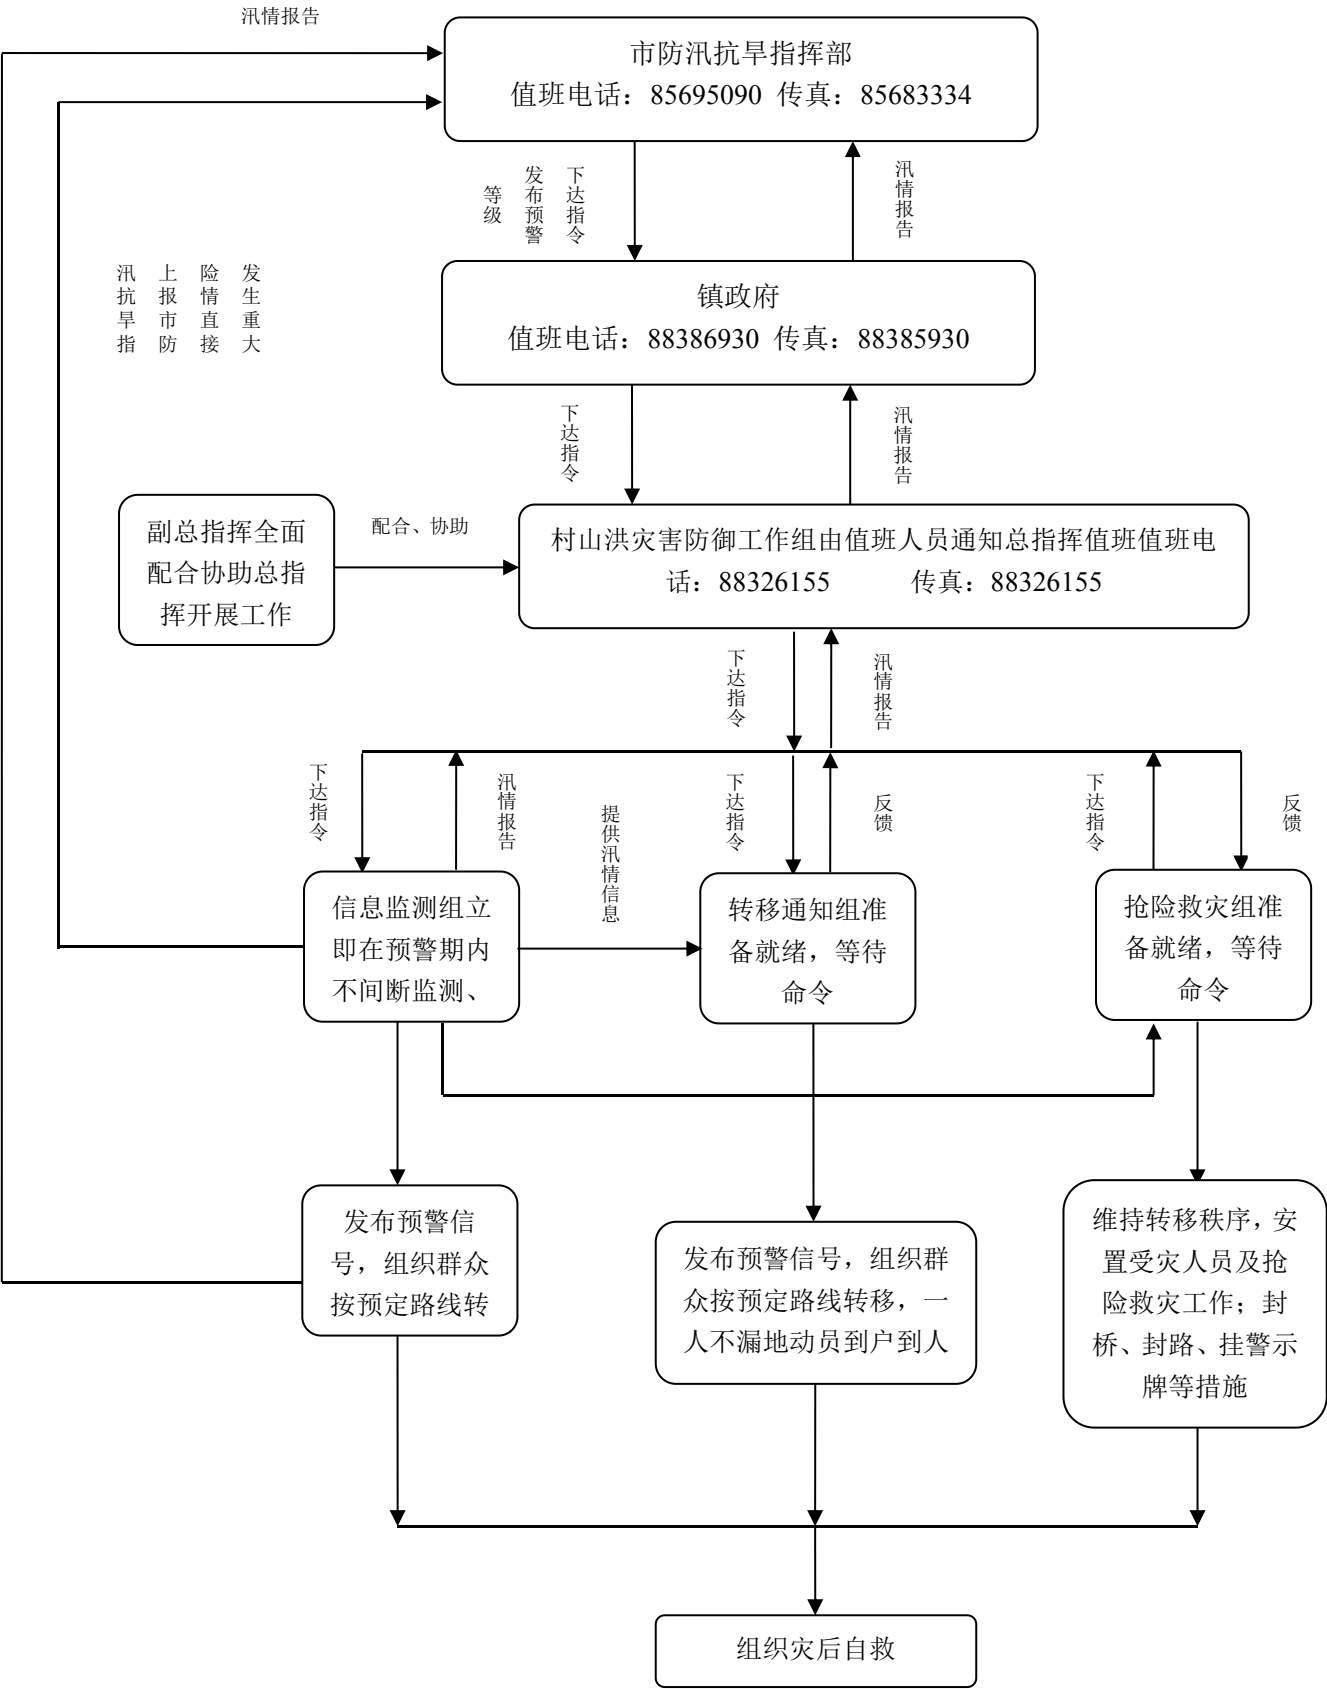 汛情报告
市防汛抗旱指挥部
值班电话：85695090 传真：85683334
下达指令
发布预警
等级
汛情报告
发生重大
险情直接
上报市防
汛抗旱指
镇政府
值班电话：88386930 传真：88385930
下达指令
汛情报告
副总指挥全面
配合协助总指
挥开展工作
配合、协助
村山洪灾害防御工作组由值班人员通知总指挥值班值班电
话：88326155 传真：88326155
下达指令
汛情报告
下达指令
汛情报告
提供汛情信息
下达指令
反馈
下达指令
反馈
信息监测组立
即在预警期内
不间断监测、
转移通知组准
备就绪，等待
命令
抢险救灾组准
备就绪，等待
命令
发布预警信
号，组织群众
按预定路线转
发布预警信号，组织群
众按预定路线转移，一
人不漏地动员到户到人
维持转移秩序，安
置受灾人员及抢
险救灾工作；封
桥、封路、挂警示
牌等措施
组织灾后自救